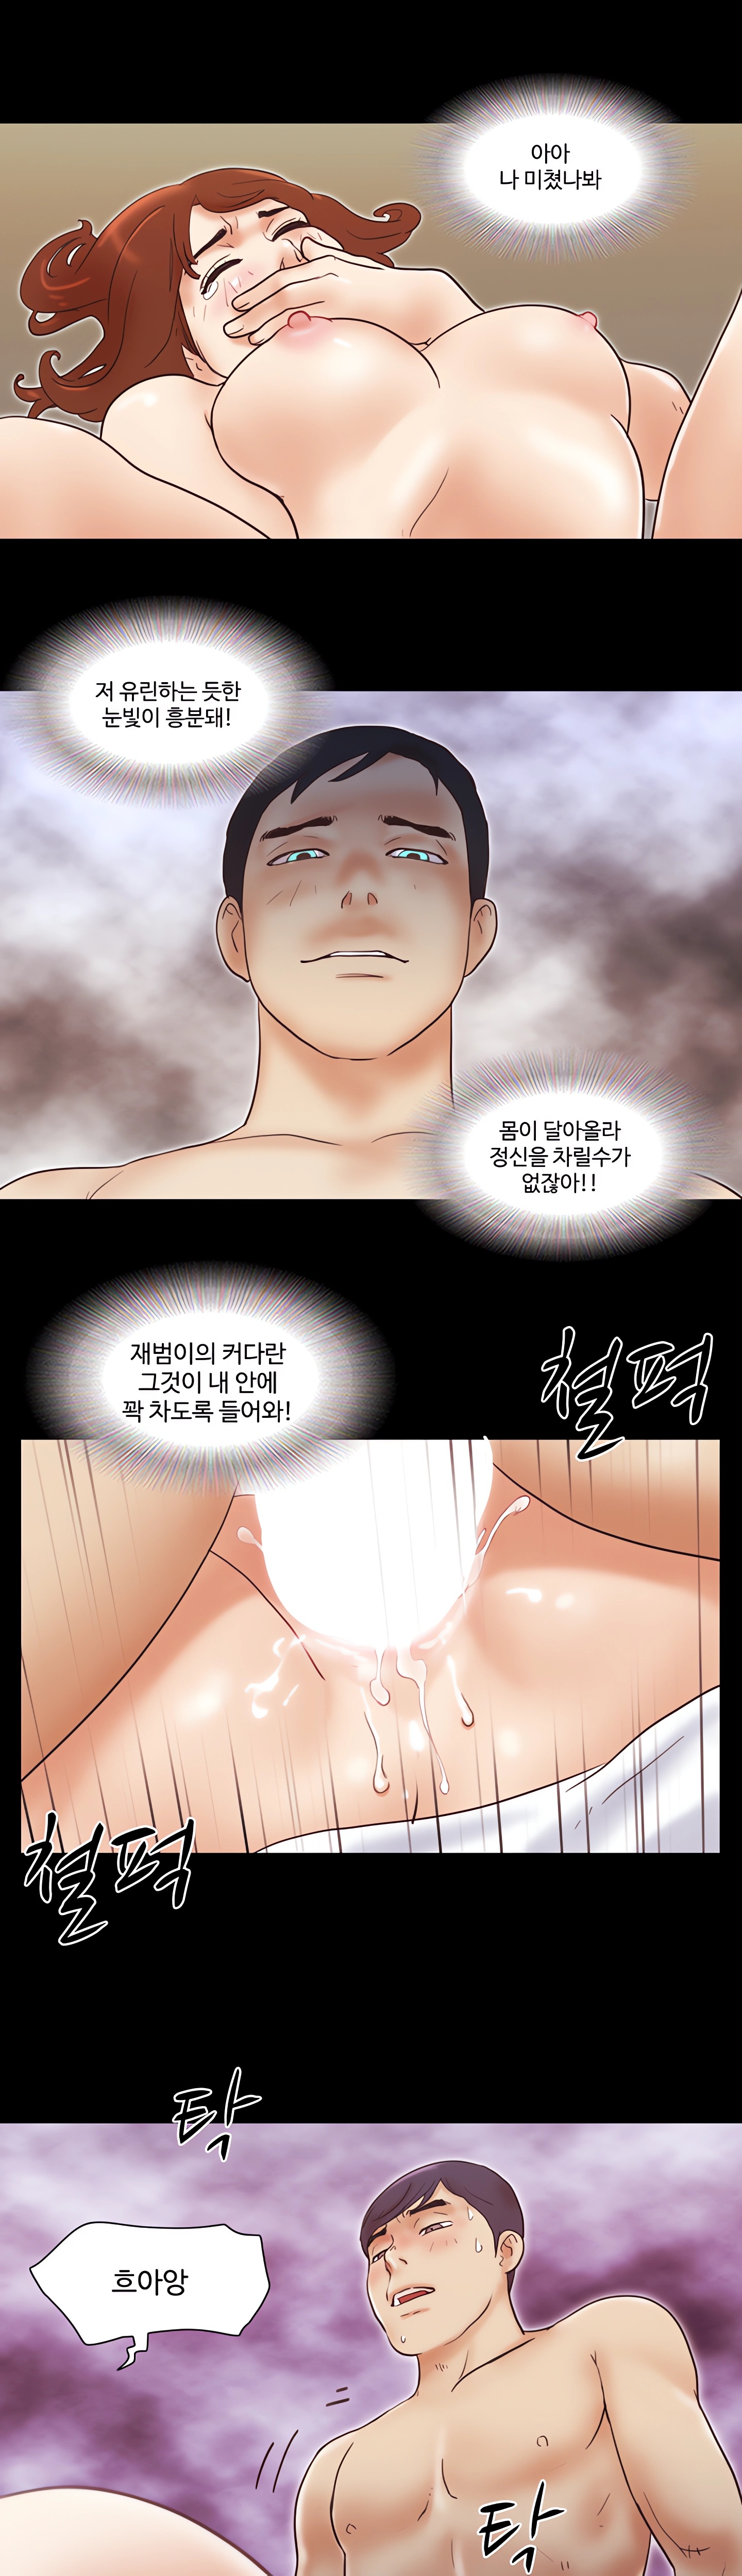 아아
나 미쳤나봐
저 유린하는 듯한
눈빛이 흥분돼!
몸이 달아올라
정신을 차릴수가
없잖아!!
재범이의 커다란
그것이 내 안에
꽉 차도록 들어와!
철퍽
철퍽
탁
흐아앙
탁